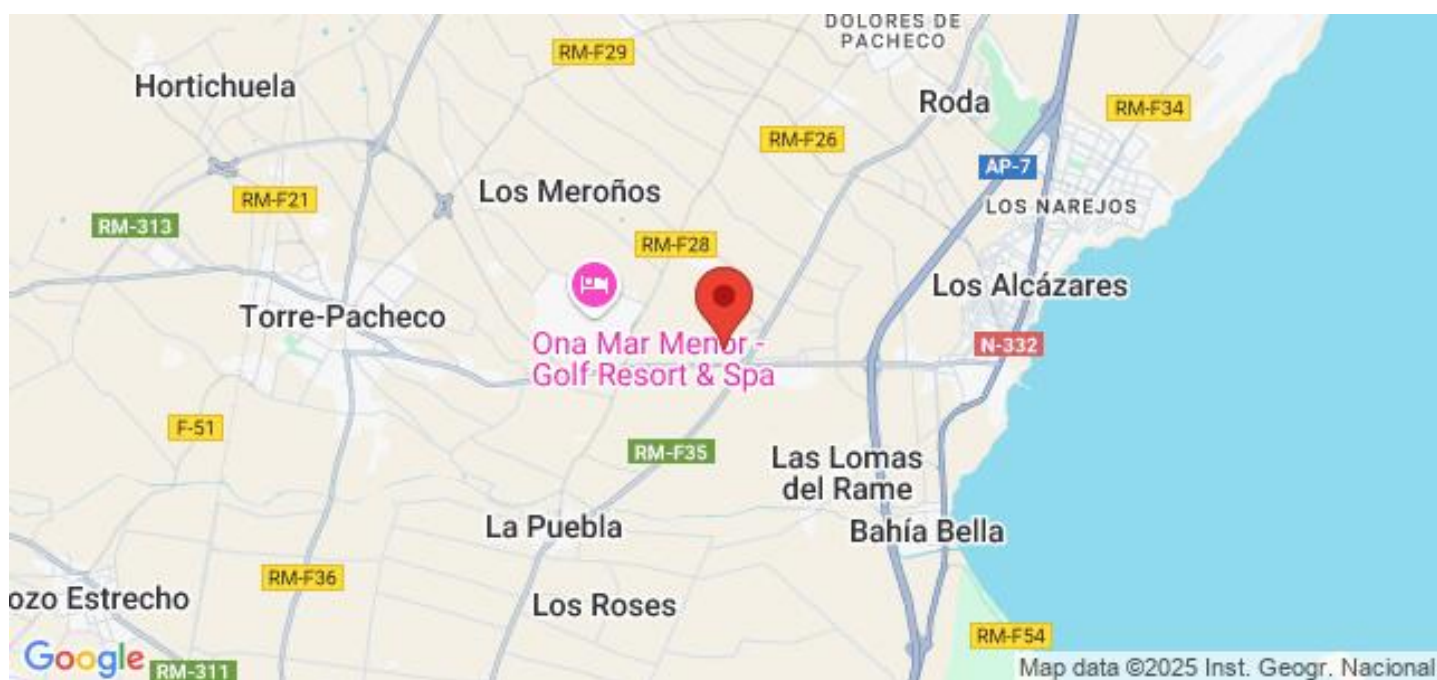 DOLORES DE
PACHECO
RM-F29
Hortichuela
Roda
RM-F34
RM-F26
AP-7
Los Meroños
RM-F21
LOS NAREJOS
RM-313
RM-F28
Los Alcázares
Torre-Pacheco
Ona Mar Menor -
Golf Resort & Spa
N-332
F-51
RM-F35
Las Lomas
del Rame
La Puebla
Bahía Bella
RM-F36
ozo Estrecho
Los Roses
RM-F54
Google
RM-311
Map data ©2025 Inst. Geogr. Nacional